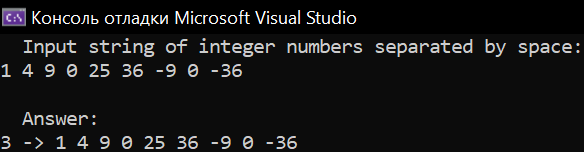 Консоль отладки Microsoft Visual Studio
Input string of integer numbers separated by space:
1 4 9 0 25 36 -9 0 -36
Answer:
3 -> 1 4 9 0 25 36 -9 0 -36